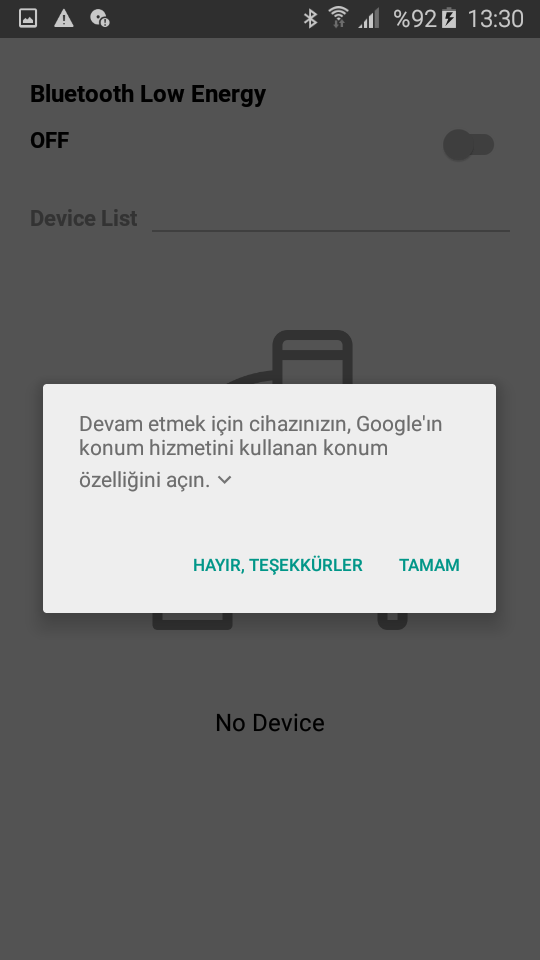 %92 13:30
Bluetooth Low Energy
OFF
Device List
Devam etmek için cihazınızın, Google'ın
konum hizmetini kullanan konum
özelliğini açın.
HAYIR, TEŞEKKÜRLER TAMAM
No Device